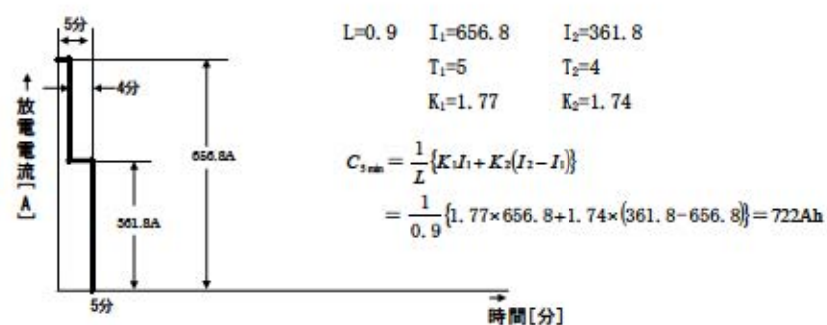 5分
L=0.9 I₁=656.8 I₂=361.8
T₁=5 T₂=4
K₁=1.77 K₂=1.74
4分
↑放電電流[A]
656.8A
361.8A
C₅min = 1/L {K₁I₁+K₂(I₂−I₁)}
= 1/0.9 {1.77×656.8+1.74×(361.8−656.8)}=722Ah
5分
→
時間[分]